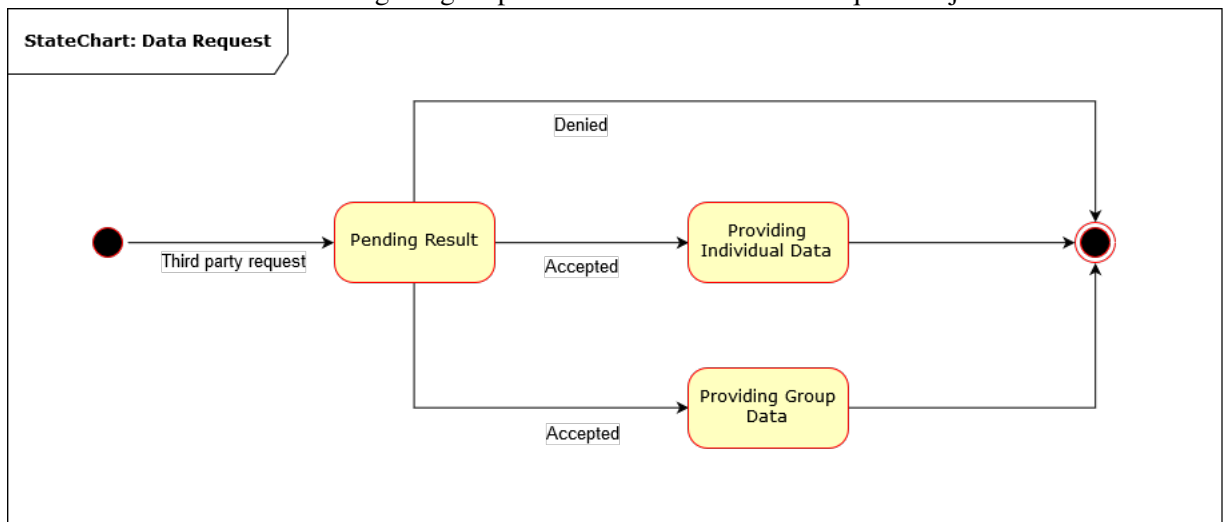 StateChart: Data Request
Denied
Pending Result
Providing
Individual Data
Third party request
Accepted
Providing Group
Data
Accepted